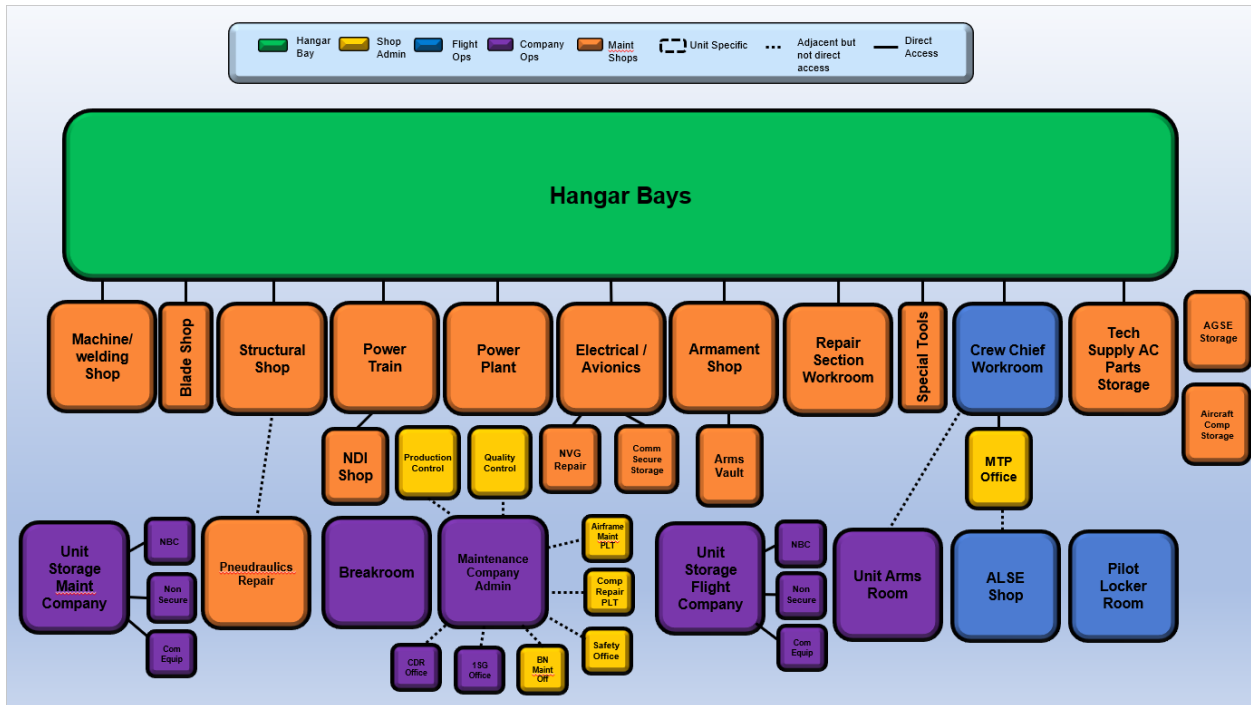 Hangar
Bay
Shop
Admin
Flight
Ops
Company
Ops
Maint
Shops
Unit Specific
Adjacent but
not direct
access
Direct
Access
Hangar Bays
Machine/
welding
Shop
Blade Shop
Structural
Shop
Power
Train
Power
Plant
Electrical /
Avionics
Armament
Shop
Repair
Section
Workroom
Special Tools
Crew Chief
Workroom
Tech
Supply AC
Parts
Storage
AGSE
Storage
Aircraft
Comp
Storage
NDI
Shop
Production
Control
Quality
Control
NVG
Repair
Comm
Secure
Storage
Arms
Vault
MTP
Office
Unit
Storage
Maint
Company
NBC
Non
Secure
Com
Equip
Pneudraulics
Repair
Breakroom
Maintenance
Company
Admin
Airframe
Maint
PLT
Comp
Repair
PLT
Safety
Office
CDR
Office
1SG
Office
BN
Maint
Off
Unit
Storage
Flight
Company
NBC
Non
Secure
Com
Equip
Unit Arms
Room
ALSE
Shop
Pilot
Locker
Room